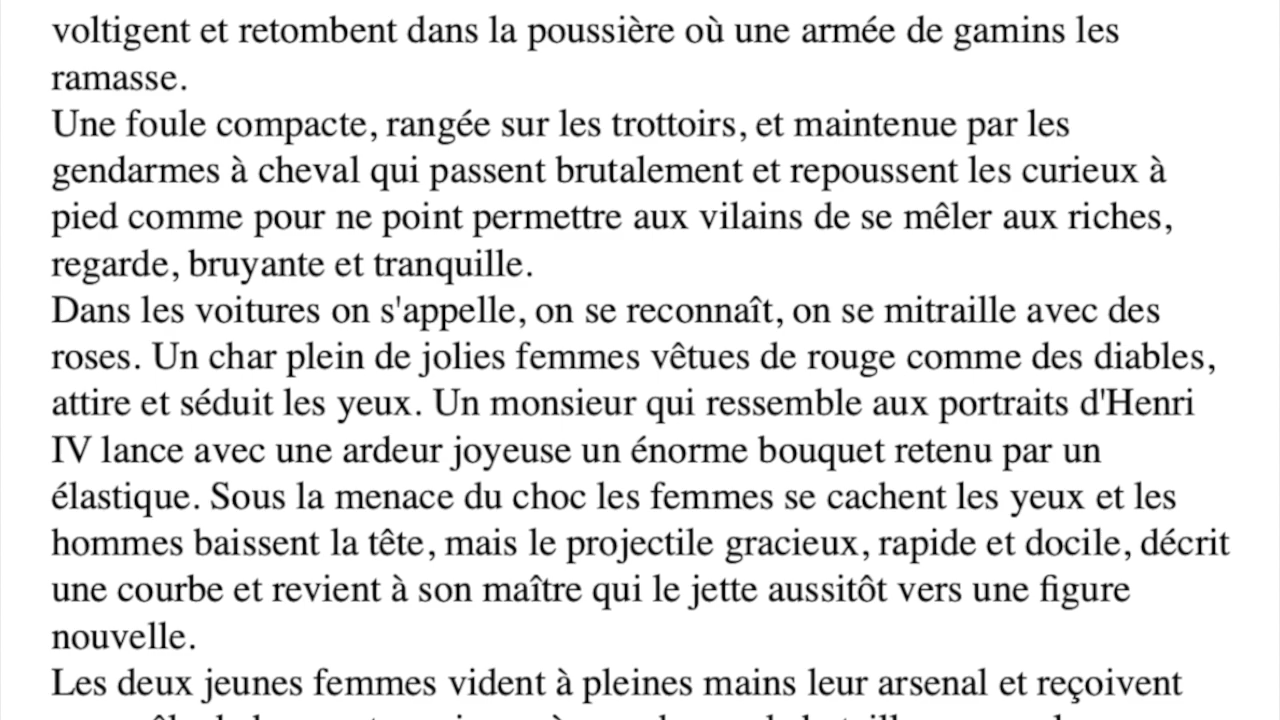 voltigent et retombent dans la poussière où une armée de gamins les
ramasse.
Une foule compacte, rangée sur les trottoirs, et maintenue par les
gendarmes à cheval qui passent brutalement et repoussent les curieux à
pied comme pour ne point permettre aux vilains de se mêler aux riches,
regarde, bruyante et tranquille.
Dans les voitures on s'appelle, on se reconnaît, on se mitraille avec des
roses. Un char plein de jolies femmes vêtues de rouge comme des diables,
attire et séduit les yeux. Un monsieur qui ressemble aux portraits d'Henri
IV lance avec une ardeur joyeuse un énorme bouquet retenu par un
élastique. Sous la menace du choc les femmes se cachent les yeux et les
hommes baissent la tête, mais le projectile gracieux, rapide et docile, décrit
une courbe et revient à son maître qui le jette aussitôt vers une figure
nouvelle.
Les deux jeunes femmes vident à pleines mains leur arsenal et reçoivent